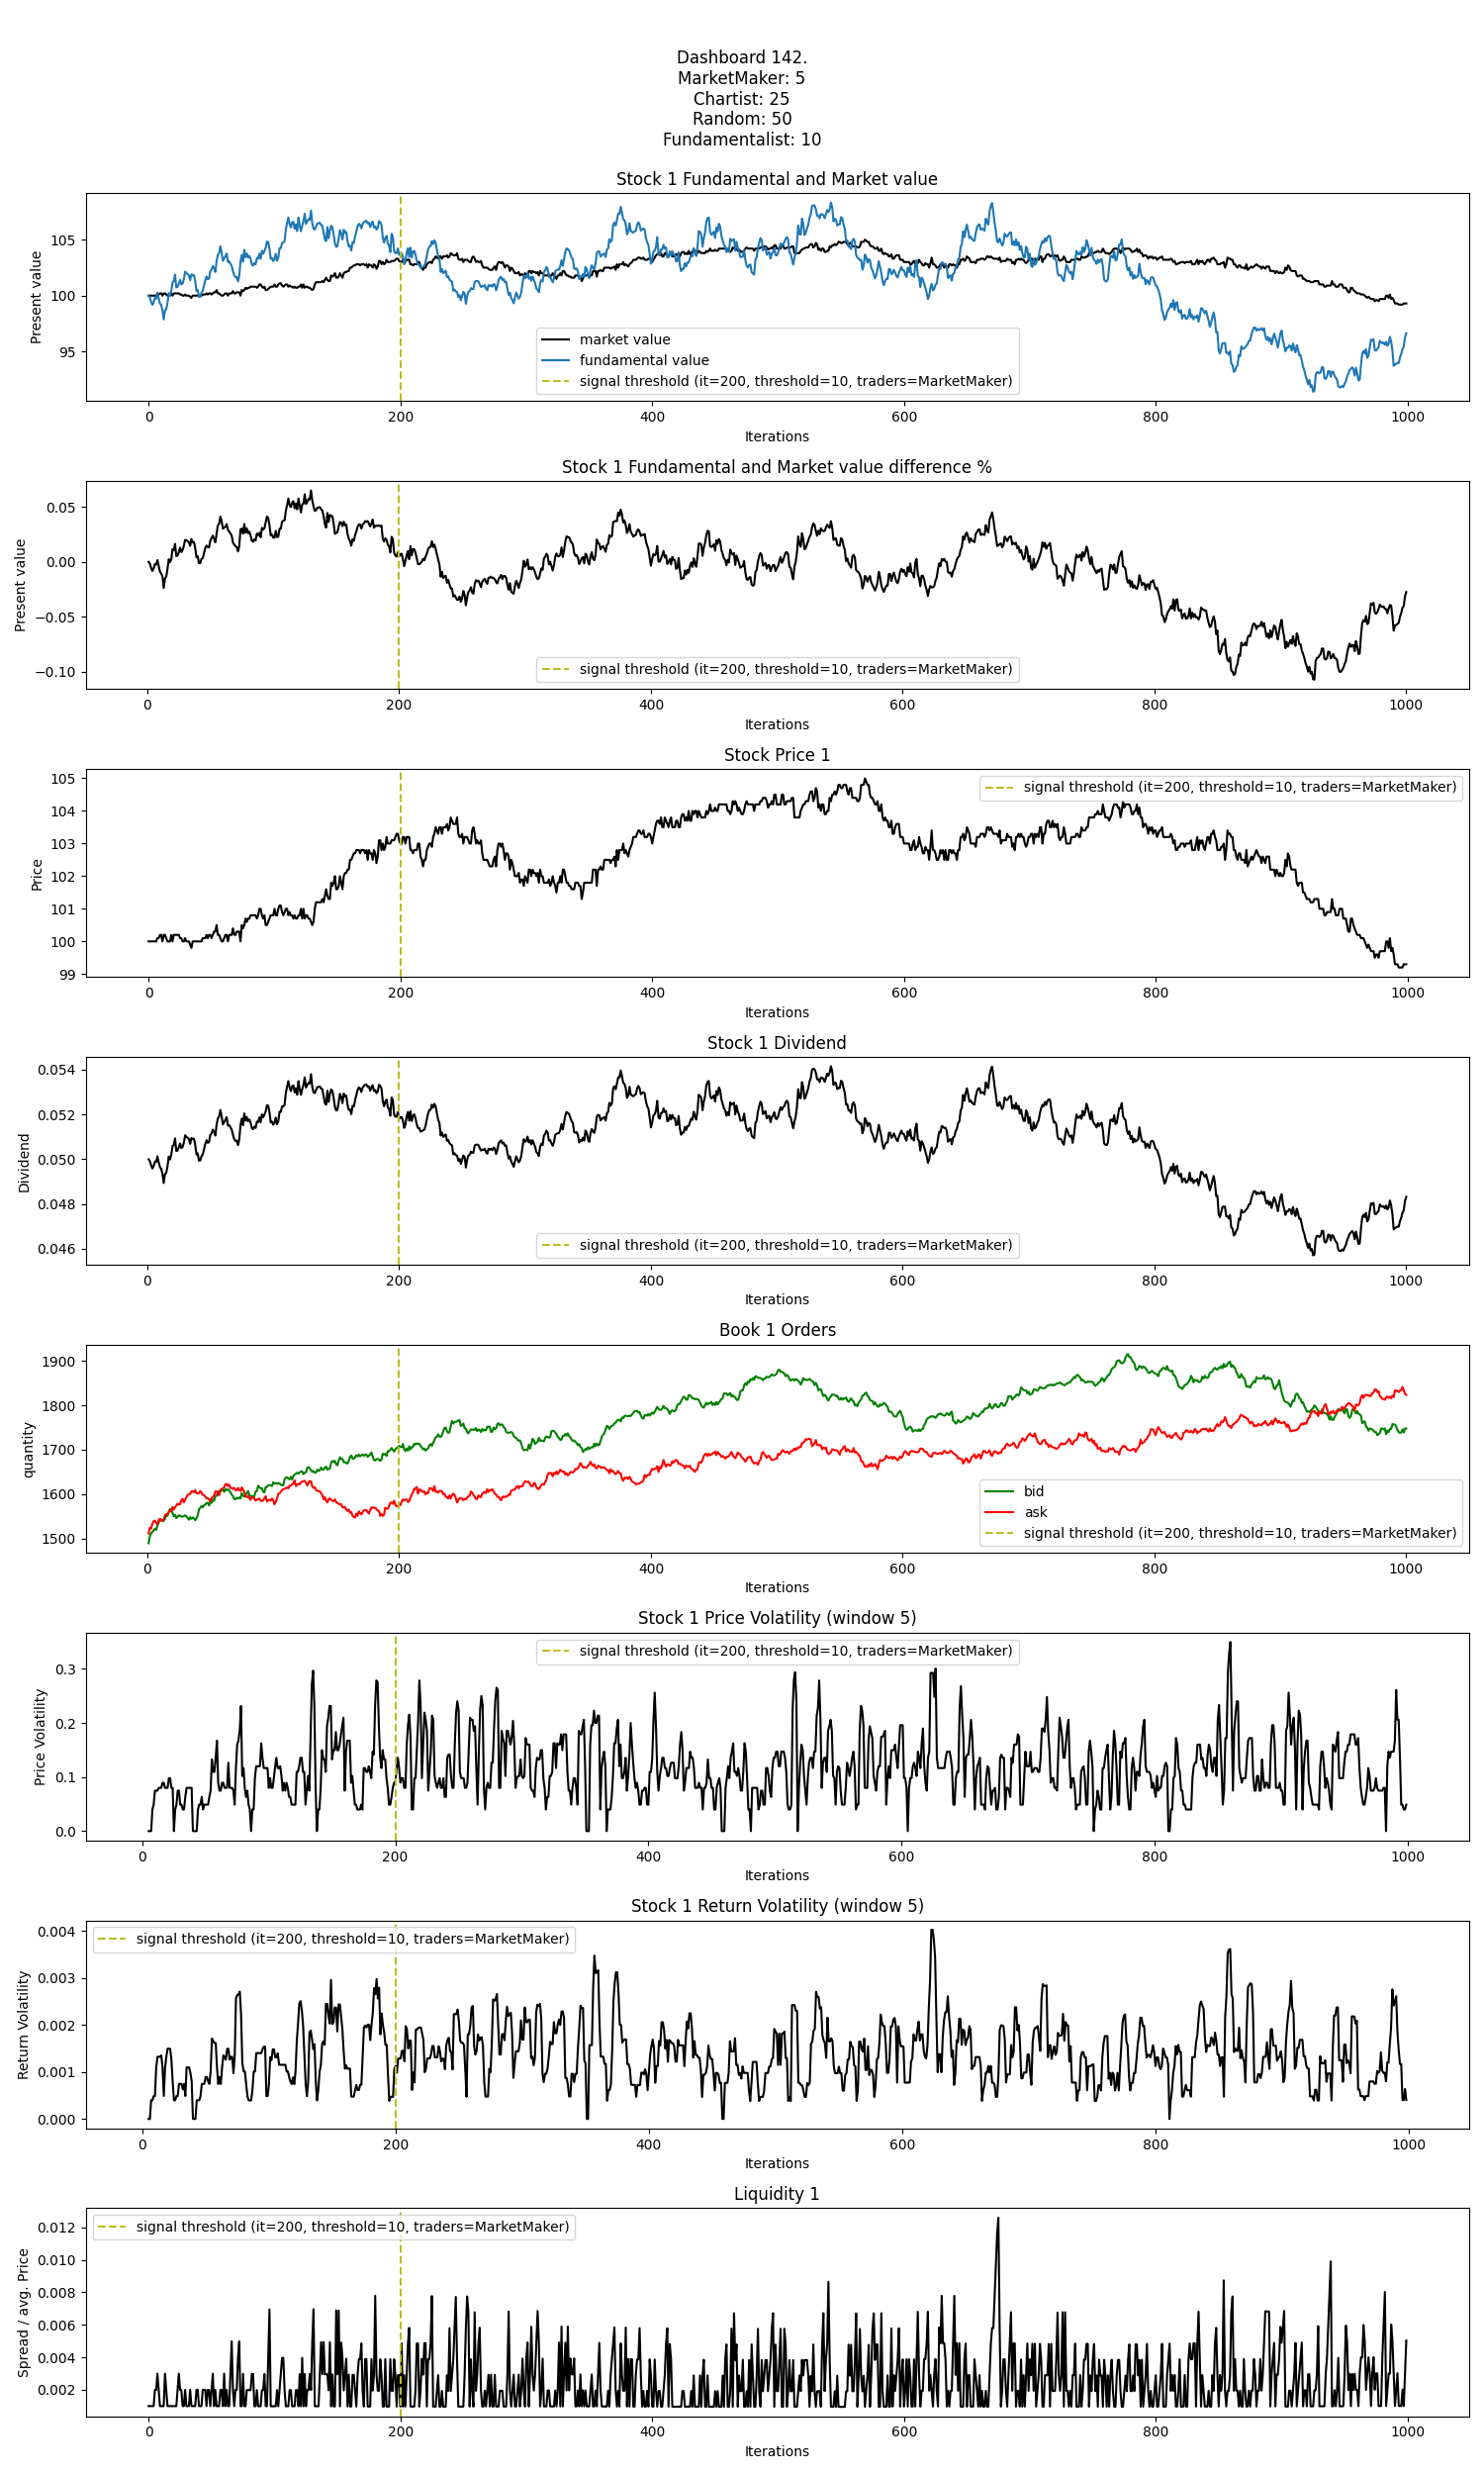 Dashboard 142.
MarketMaker: 5
Chartist: 25
Random: 50
Fundamentalist: 10
Stock 1 Fundamental and Market value
Present value
105
100
95
market value
fundamental value
signal threshold (it=200, threshold=10, traders=MarketMaker)
0 200 400 600 800 1000
Iterations
Stock 1 Fundamental and Market value difference %
Present value
0.05
0.00
−0.05
−0.10
signal threshold (it=200, threshold=10, traders=MarketMaker)
0 200 400 600 800 1000
Iterations
Stock Price 1
Price
105
104
103
102
101
100
99
signal threshold (it=200, threshold=10, traders=MarketMaker)
0 200 400 600 800 1000
Iterations
Stock 1 Dividend
Dividend
0.054
0.052
0.050
0.048
0.046
signal threshold (it=200, threshold=10, traders=MarketMaker)
0 200 400 600 800 1000
Iterations
Book 1 Orders
quantity
1900
1800
1700
1600
1500
bid
ask
signal threshold (it=200, threshold=10, traders=MarketMaker)
0 200 400 600 800 1000
Iterations
Stock 1 Price Volatility (window 5)
Price Volatility
0.3
0.2
0.1
0.0
signal threshold (it=200, threshold=10, traders=MarketMaker)
0 200 400 600 800 1000
Iterations
Stock 1 Return Volatility (window 5)
Return Volatility
0.004
0.003
0.002
0.001
0.000
signal threshold (it=200, threshold=10, traders=MarketMaker)
0 200 400 600 800 1000
Iterations
Liquidity 1
Spread / avg. Price
0.012
0.010
0.008
0.006
0.004
0.002
signal threshold (it=200, threshold=10, traders=MarketMaker)
0 200 400 600 800 1000
Iterations